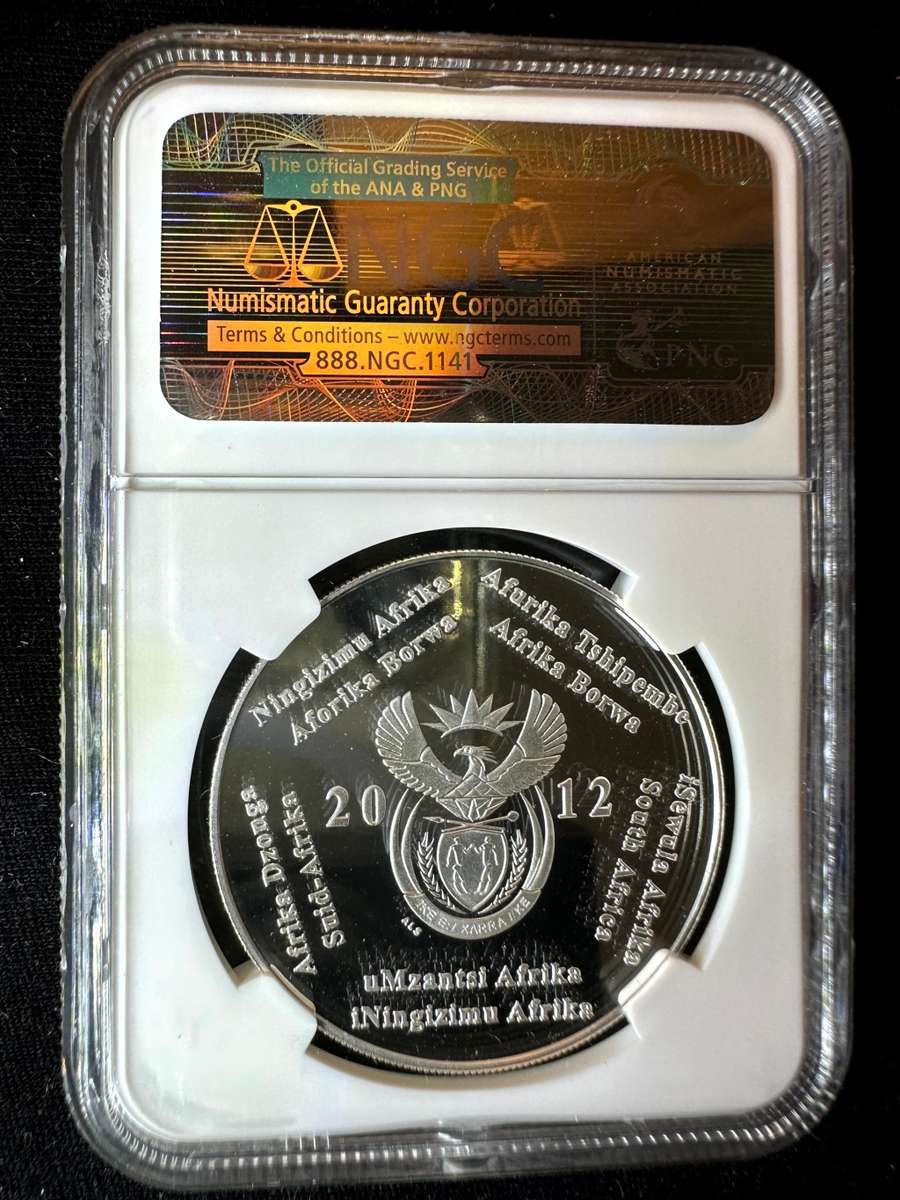 The Official Grading Service
of the ANA & PNG
NGC
Numismatic Guaranty Corporation
Terms & Conditions – www.ngcterms.com
888.NGC.1141
AMERICAN
NUMISMATIC
ASSOCIATION
PNG
Ningizimu Afrika
Aforika Borwa
Afurika Tshipembe
Afrika Borwa
iSewula Afrika
South Africa
uMzantsi Afrika
iNingizimu Afrika
Afrika Dzonga
Suid-Afrika
2012
!KE E: /XARRA //KE
ALS